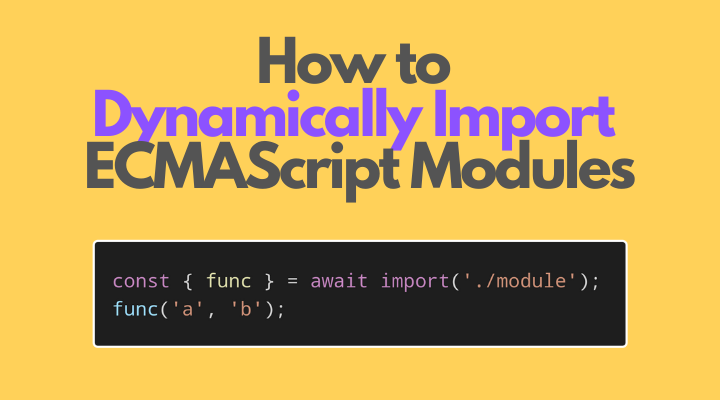 How to
Dynamically Import
ECMAScript Modules
const { func } = await import('./module');
func('a', 'b');